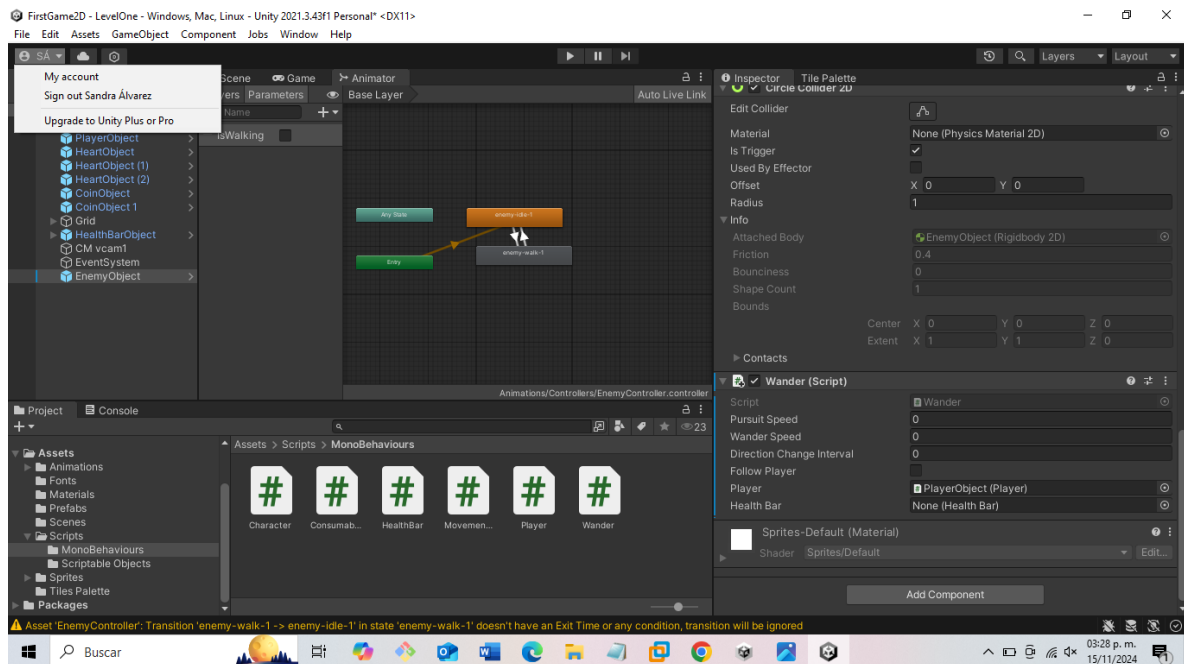 FirstGame2D - LevelOne - Windows, Mac, Linux - Unity 2021.3.43f1 Personal* <DX11>
File Edit Assets GameObject Component Jobs Window Help
SÁ Layers Layout
My account
Sign out Sandra Álvarez
Upgrade to Unity Plus or Pro
Scene Game Animator
Parameters Base Layer Auto Live Link
Name
IsWalking
PlayerObject
HeartObject
HeartObject (1)
HeartObject (2)
CoinObject
CoinObject 1
Grid
HealthBarObject
CM vcam1
EventSystem
EnemyObject
Any State
enemy-idle-1
enemy-walk-1
Entry
Animations/Controllers/EnemyController.controller
Inspector Tile Palette
Circle Collider 2D
Edit Collider
Material None (Physics Material 2D)
Is Trigger
Used By Effector
Offset X 0 Y 0
Radius 1
Info
Attached Body EnemyObject (Rigidbody 2D)
Friction 0.4
Bounciness 0
Shape Count 1
Bounds
Center X 0 Y 0 Z 0
Extent X 1 Y 1 Z 0
Contacts
Wander (Script)
Script Wander
Pursuit Speed 0
Wander Speed 0
Direction Change Interval 0
Follow Player
Player PlayerObject (Player)
Health Bar None (Health Bar)
Sprites-Default (Material)
Shader Sprites/Default Edit...
Add Component
Project Console
23
Assets
Animations
Fonts
Materials
Prefabs
Scenes
Scripts
MonoBehaviours
Scriptable Objects
Sprites
Tiles Palette
Packages
Assets > Scripts > MonoBehaviours
Character Consumab... HealthBar Movemen... Player Wander
Asset 'EnemyController': Transition 'enemy-walk-1 -> enemy-idle-1' in state 'enemy-walk-1' doesn't have an Exit Time or any condition, transition will be ignored
Buscar
03:28 p. m.
15/11/2024